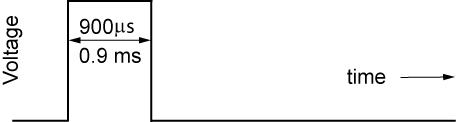 Voltage
900μs
0.9 ms
time